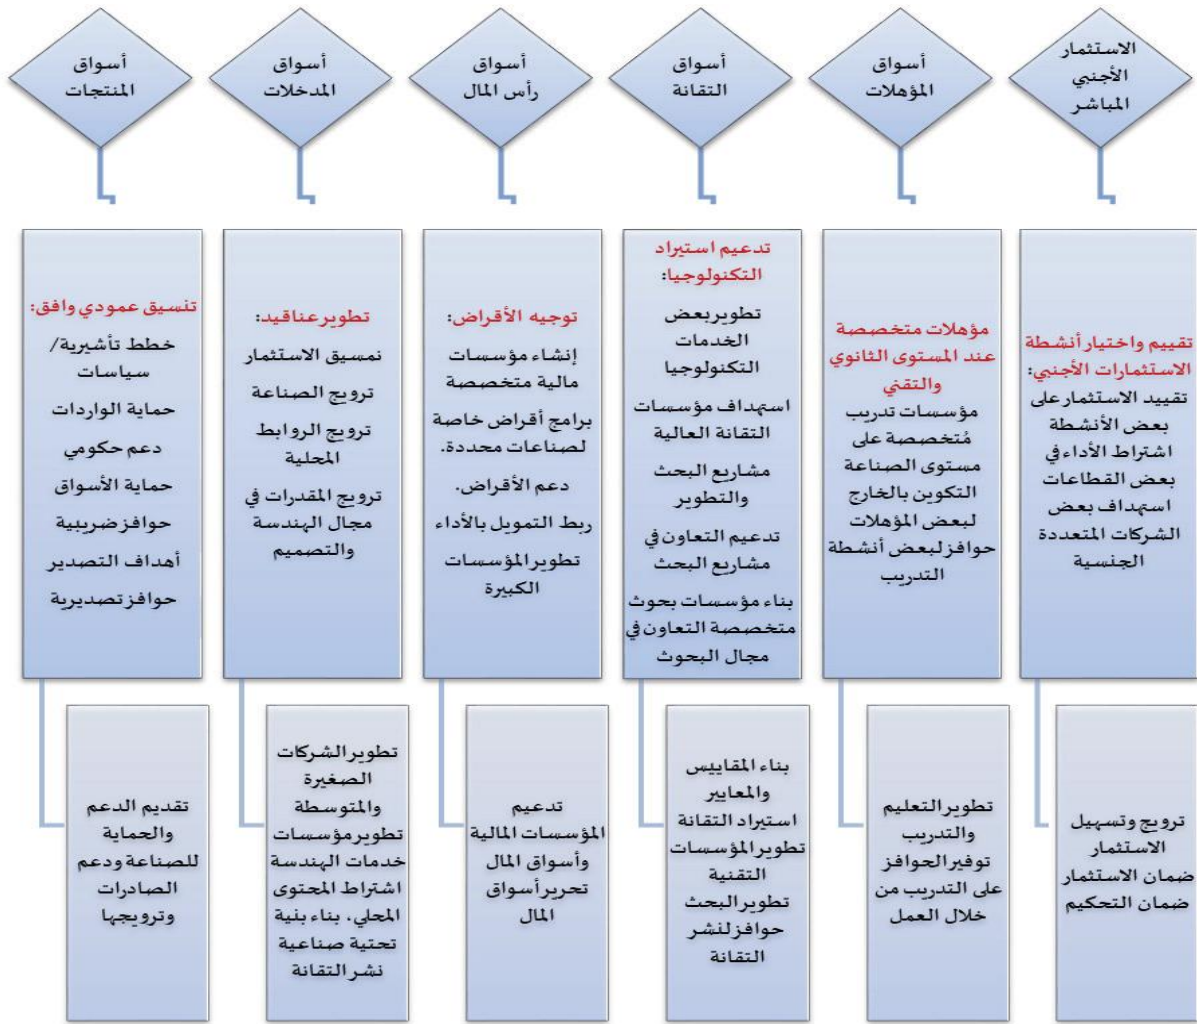 الاستثمار
الأجنبي
المباشر
أسواق
المؤهلات
أسواق
التقانة
أسواق
رأس المال
أسواق
المدخلات
أسواق
المنتجات
تقييم واختيار أنشطة
الاستثمارات الأجنبي:
تقييد الاستثمار على
بعض الأنشطة
اشتراط الأداء في
بعض القطاعات
استهداف بعض
الشركات المتعددة
الجنسية
مؤهلات متخصصة
عند المستوى الثانوي
والتقني
مؤسسات تدريب
مُتخصصة على
مستوى الصناعة
التكوين بالخارج
لبعض المؤهلات
حوافز لبعض أنشطة
التدريب
تدعيم استيراد
التكنولوجيا:
تطوير بعض
الخدمات
التكنولوجيا
استهداف مؤسسات
التقانة العالية
مشاريع البحث
والتطوير
تدعيم التعاون في
مشاريع البحث
بناء مؤسسات بحوث
متخصصة التعاون في
مجال البحوث
توجيه الأقراض:
إنشاء مؤسسات
مالية متخصصة
برامج أقراض خاصة
لصناعات محددة.
دعم الأقراض.
ربط التمويل بالأداء
تطوير المؤسسات
الكبيرة
تطوير عناقيد:
نمسيق الاستثمار
ترويج الصناعة
ترويج الروابط
المحلية
ترويج المقدرات في
مجال الهندسة
والتصميم
تنسيق عمودي وافق:
خطط تأشيرية/
سياسات
حماية الواردات
دعم حكومي
حماية الأسواق
حوافز ضريبية
أهداف التصدير
حوافز تصديرية
ترويج وتسهيل
الاستثمار
ضمان الاستثمار
ضمان التحكيم
تطوير التعليم
والتدريب
توفير الحوافز
على التدريب من
خلال العمل
بناء المقاييس
والمعايير
استيراد التقانة
تطوير المؤسسات
التقنية
تطوير البحث
حوافز لنشر
التقانة
تدعيم
المؤسسات المالية
وأسواق المال
تحرير أسواق
المال
تطوير الشركات
الصغيرة
والمتوسطة
تطوير مؤسسات
خدمات الهندسة
اشتراط المحتوى
المحلي، بناء بنية
تحتية صناعية
نشر التقانة
تقديم الدعم
والحماية
للصناعة ودعم
الصادرات
وترويجها